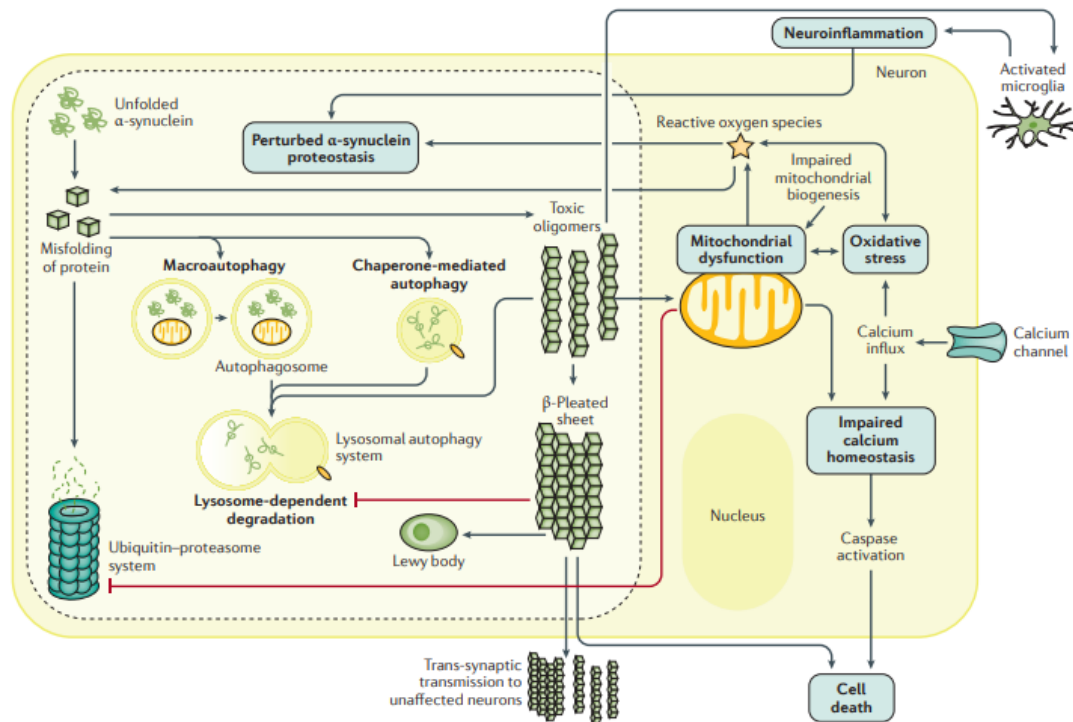 Neuroinflammation
Neuron
Activated
microglia
Unfolded
α-synuclein
Perturbed α-synuclein
proteostasis
Reactive oxygen species
Impaired
mitochondrial
biogenesis
Misfolding
of protein
Toxic
oligomers
Mitochondrial
dysfunction
Oxidative
stress
Macroautophagy
Chaperone-mediated
autophagy
Autophagosome
Calcium
influx
Calcium
channel
β-Pleated
sheet
Lysosomal autophagy
system
Impaired
calcium
homeostasis
Lysosome-dependent
degradation
Nucleus
Ubiquitin–proteasome
system
Lewy body
Caspase
activation
Trans-synaptic
transmission to
unaffected neurons
Cell
death